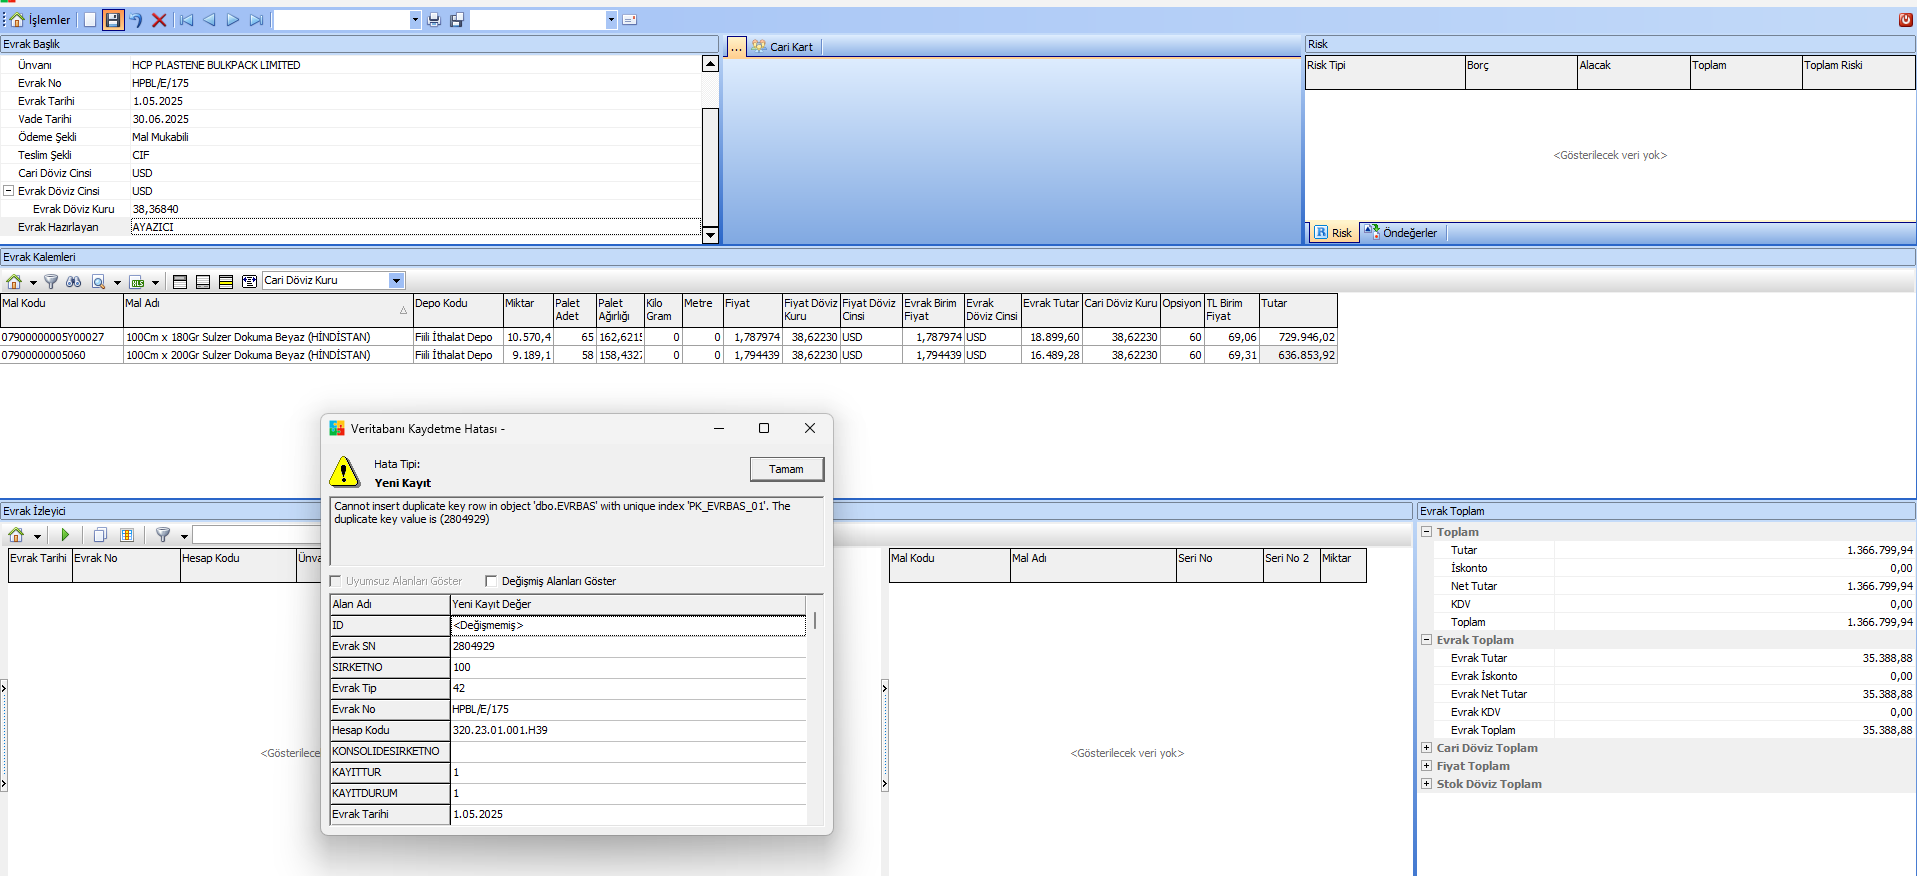 İşlemler
Evrak Başlık
Ünvanı HCP PLASTENE BULKPACK LIMITED
Evrak No HPBL/E/175
Evrak Tarihi 1.05.2025
Vade Tarihi 30.06.2025
Ödeme Şekli Mal Mukabili
Teslim Şekli CIF
Cari Döviz Cinsi USD
Evrak Döviz Cinsi USD
Evrak Döviz Kuru 38,36840
Evrak Hazırlayan AYAZICI
... Cari Kart
Risk
Risk Tipi Borç Alacak Toplam Toplam Riski
<Gösterilecek veri yok>
R Risk Öndeğerler
Evrak Kalemleri
Cari Döviz Kuru
Mal Kodu Mal Adı Depo Kodu Miktar Palet Adet Palet Ağırlığı Kilo Gram Metre Fiyat Fiyat Döviz Kuru Fiyat Döviz Cinsi Evrak Birim Fiyat Evrak Döviz Cinsi Evrak Tutar Cari Döviz Kuru Opsiyon TL Birim Fiyat Tutar
07900000005Y00027 100Cm x 180Gr Sulzer Dokuma Beyaz (HİNDİSTAN) Fiili İthalat Depo 10.570,4 65 162,621 0 0 1,787974 38,62230 USD 1,787974 USD 18.899,60 38,62230 60 69,06 729.946,02
07900000005060 100Cm x 200Gr Sulzer Dokuma Beyaz (HİNDİSTAN) Fiili İthalat Depo 9.189,1 58 158,432 0 0 1,794439 38,62230 USD 1,794439 USD 16.489,28 38,62230 60 69,31 636.853,92
Veritabanı Kaydetme Hatası -
Hata Tipi:
Yeni Kayıt
Tamam
Cannot insert duplicate key row in object 'dbo.EVRBAS' with unique index 'PK_EVRBAS_01'. The
duplicate key value is (2804929)
Uyumsuz Alanları Göster Değişmiş Alanları Göster
Alan Adı Yeni Kayıt Değer
ID <Değişmemiş>
Evrak SN 2804929
SIRKETNO 100
Evrak Tip 42
Evrak No HPBL/E/175
Hesap Kodu 320.23.01.001.H39
KONSOLIDESIRKETNO
KAYITTUR 1
KAYITDURUM 1
Evrak Tarihi 1.05.2025
Evrak İzleyici
Evrak Tarihi Evrak No Hesap Kodu Ünva
<Gösterilece
Mal Kodu Mal Adı Seri No Seri No 2 Miktar
<Gösterilecek veri yok>
Evrak Toplam
Toplam
Tutar 1.366.799,94
İskonto 0,00
Net Tutar 1.366.799,94
KDV 0,00
Toplam 1.366.799,94
Evrak Toplam
Evrak Tutar 35.388,88
Evrak İskonto 0,00
Evrak Net Tutar 35.388,88
Evrak KDV 0,00
Evrak Toplam 35.388,88
Cari Döviz Toplam
Fiyat Toplam
Stok Döviz Toplam